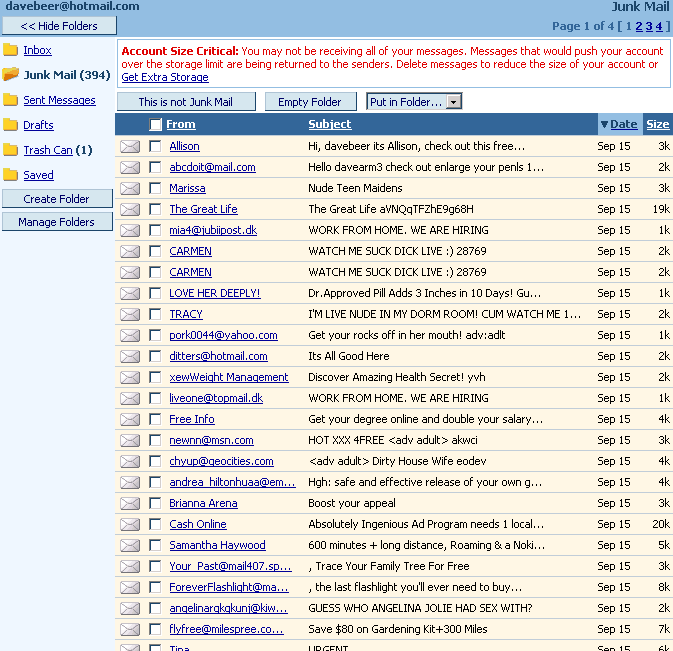 davebeer@hotmail.com Junk Mail
<< Hide Folders Page 1 of 4 [ 1 2 3 4 ]
Inbox
Junk Mail (394)
Sent Messages
Drafts
Trash Can (1)
Saved
Create Folder
Manage Folders
Account Size Critical: You may not be receiving all of your messages. Messages that would push your account
over the storage limit are being returned to the senders. Delete messages to reduce the size of your account or
Get Extra Storage
This is not Junk Mail Empty Folder Put in Folder...
From Subject Date Size
Allison Hi, davebeer its Allison, check out this free... Sep 15 3k
abcdoit@mail.com Hello davearm3 check out enlarge your penls 1... Sep 15 2k
Marissa Nude Teen Maidens Sep 15 3k
The Great Life The Great Life aVNQqTFZhE9g68H Sep 15 19k
mia4@jubiipost.dk WORK FROM HOME. WE ARE HIRING Sep 15 1k
CARMEN WATCH ME SUCK DICK LIVE :) 28769 Sep 15 2k
CARMEN WATCH ME SUCK DICK LIVE :) 28769 Sep 15 2k
LOVE HER DEEPLY! Dr.Approved Pill Adds 3 Inches in 10 Days! Gu... Sep 15 1k
TRACY I'M LIVE NUDE IN MY DORM ROOM! CUM WATCH ME 1... Sep 15 2k
pork0044@yahoo.com Get your rocks off in her mouth! adv:adlt Sep 15 1k
ditters@hotmail.com Its All Good Here Sep 15 2k
xewWeight Management Discover Amazing Health Secret! yvh Sep 15 2k
liveone@topmail.dk WORK FROM HOME. WE ARE HIRING Sep 15 1k
Free Info Get your degree online and double your salary... Sep 15 4k
newnn@msn.com HOT XXX 4FREE <adv adult> akwci Sep 15 3k
chyup@geocities.com <adv adult> Dirty House Wife eodev Sep 15 4k
andrea_hiltonhuaa@em... Hgh: safe and effective release of your own g... Sep 15 4k
Brianna Arena Boost your appeal Sep 15 3k
Cash Online Absolutely Ingenious Ad Program needs 1 local... Sep 15 20k
Samantha Haywood 600 minutes + long distance, Roaming & a Noki... Sep 15 5k
Your_Past@mail407.sp... , Trace Your Family Tree For Free Sep 15 3k
ForeverFlashlight@ma... , the last flashlight you'll ever need to buy... Sep 15 8k
angelinargkgkunj@kiw... GUESS WHO ANGELINA JOLIE HAD SEX WITH? Sep 15 2k
flyfree@milespree.co... Save $80 on Gardening Kit+300 Miles Sep 15 7k
Tina URGENT Sep 15 6k